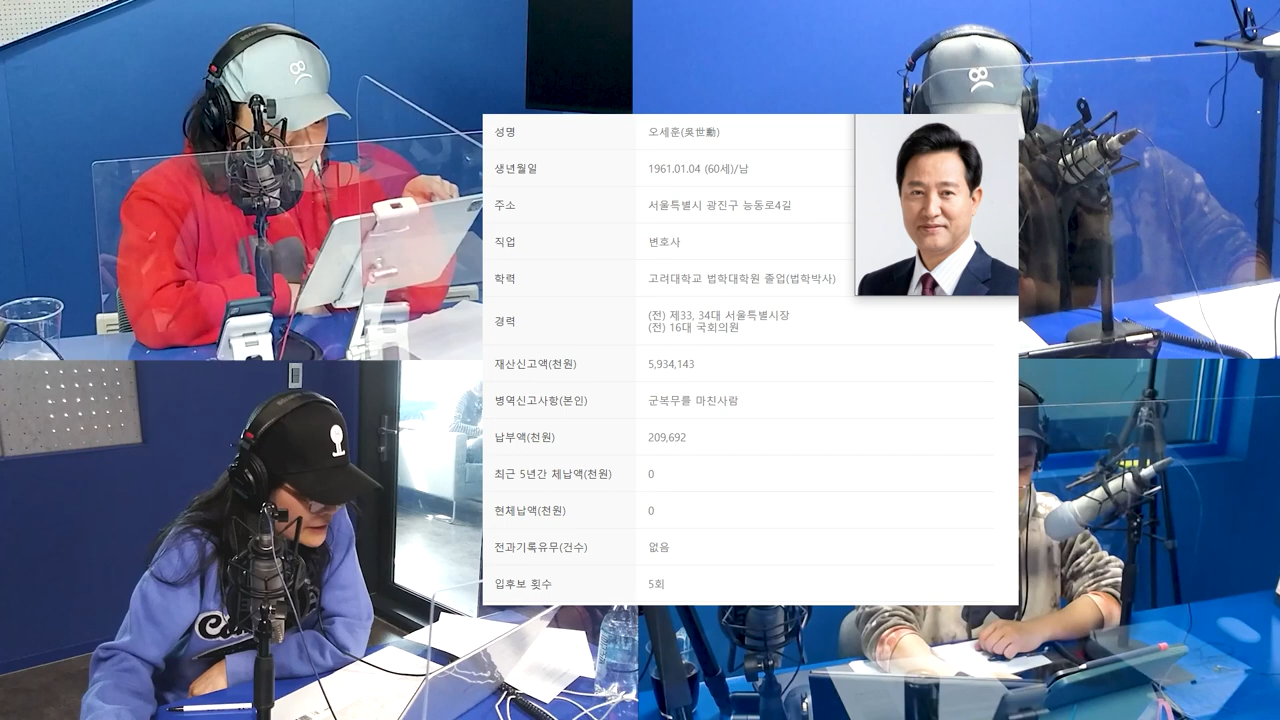 성명 오세훈(吳世勳)
생년월일 1961.01.04 (60세)/남
주소 서울특별시 광진구 능동로4길
직업 변호사
학력 고려대학교 법학대학원 졸업(법학박사)
경력 (전) 제33, 34대 서울특별시장
(전) 16대 국회의원
재산신고액(천원) 5,934,143
병역신고사항(본인) 군복무를 마친사람
납부액(천원) 209,692
최근 5년간 체납액(천원) 0
현체납액(천원) 0
전과기록유무(건수) 없음
입후보 횟수 5회